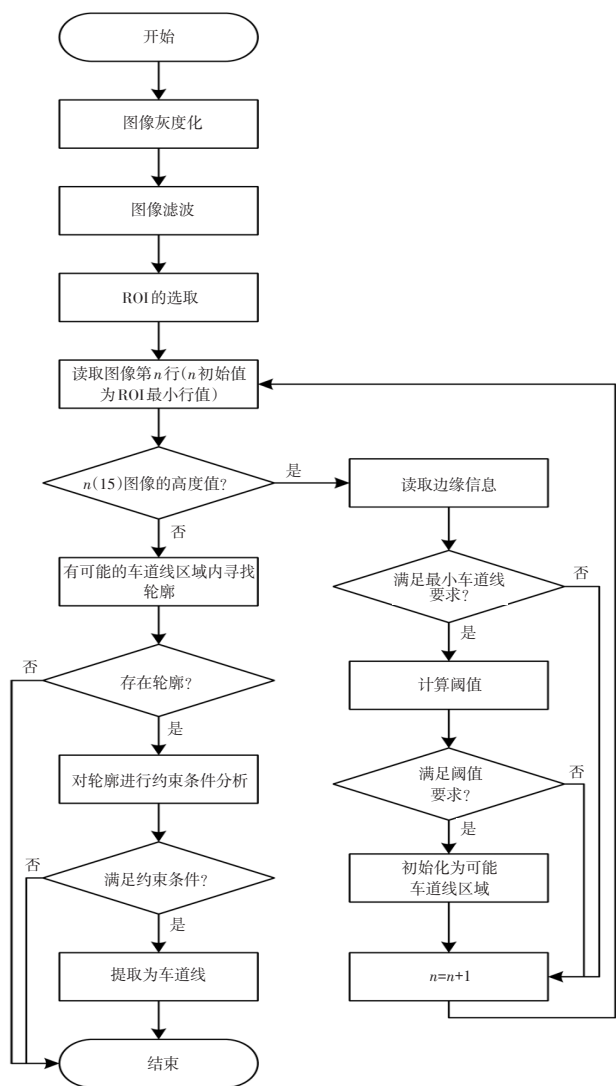 开始
图像灰度化
图像滤波
ROI的选取
读取图像第n行(n初始值
为ROI最小行值)
n(15)图像的高度值?
是
否
有可能的车道线区域内寻找
轮廓
否
存在轮廓?
是
对轮廓进行约束条件分析
否
满足约束条件?
是
提取为车道线
结束
读取边缘信息
满足最小车道线
要求?
否
是
计算阈值
满足阈值
要求?
否
是
初始化为可能
车道线区域
n=n+1